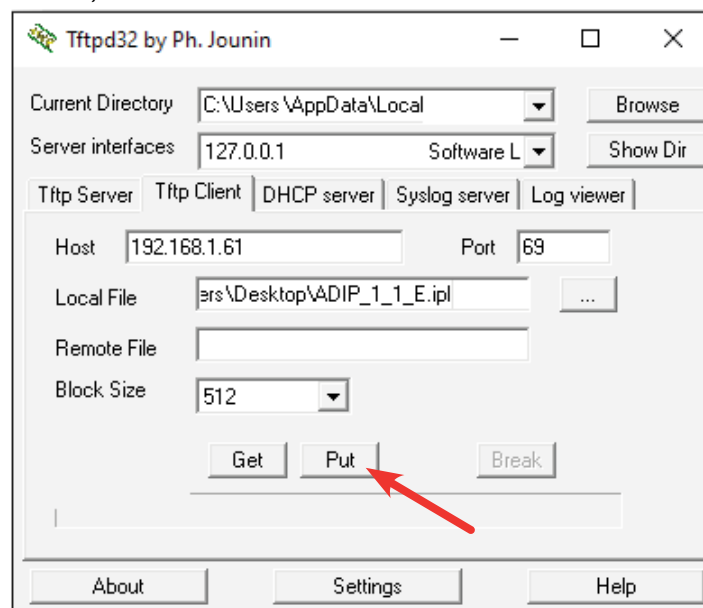 Tftpd32 by Ph. Jounin
Current Directory C:\Users\AppData\Local Browse
Server interfaces 127.0.0.1 Software L Show Dir
Tftp Server Tftp Client DHCP server Syslog server Log viewer
Host 192.168.1.61 Port 69
Local File ers\Desktop\ADIP_1_1_E.ipl ...
Remote File
Block Size 512
Get Put Break
About Settings Help